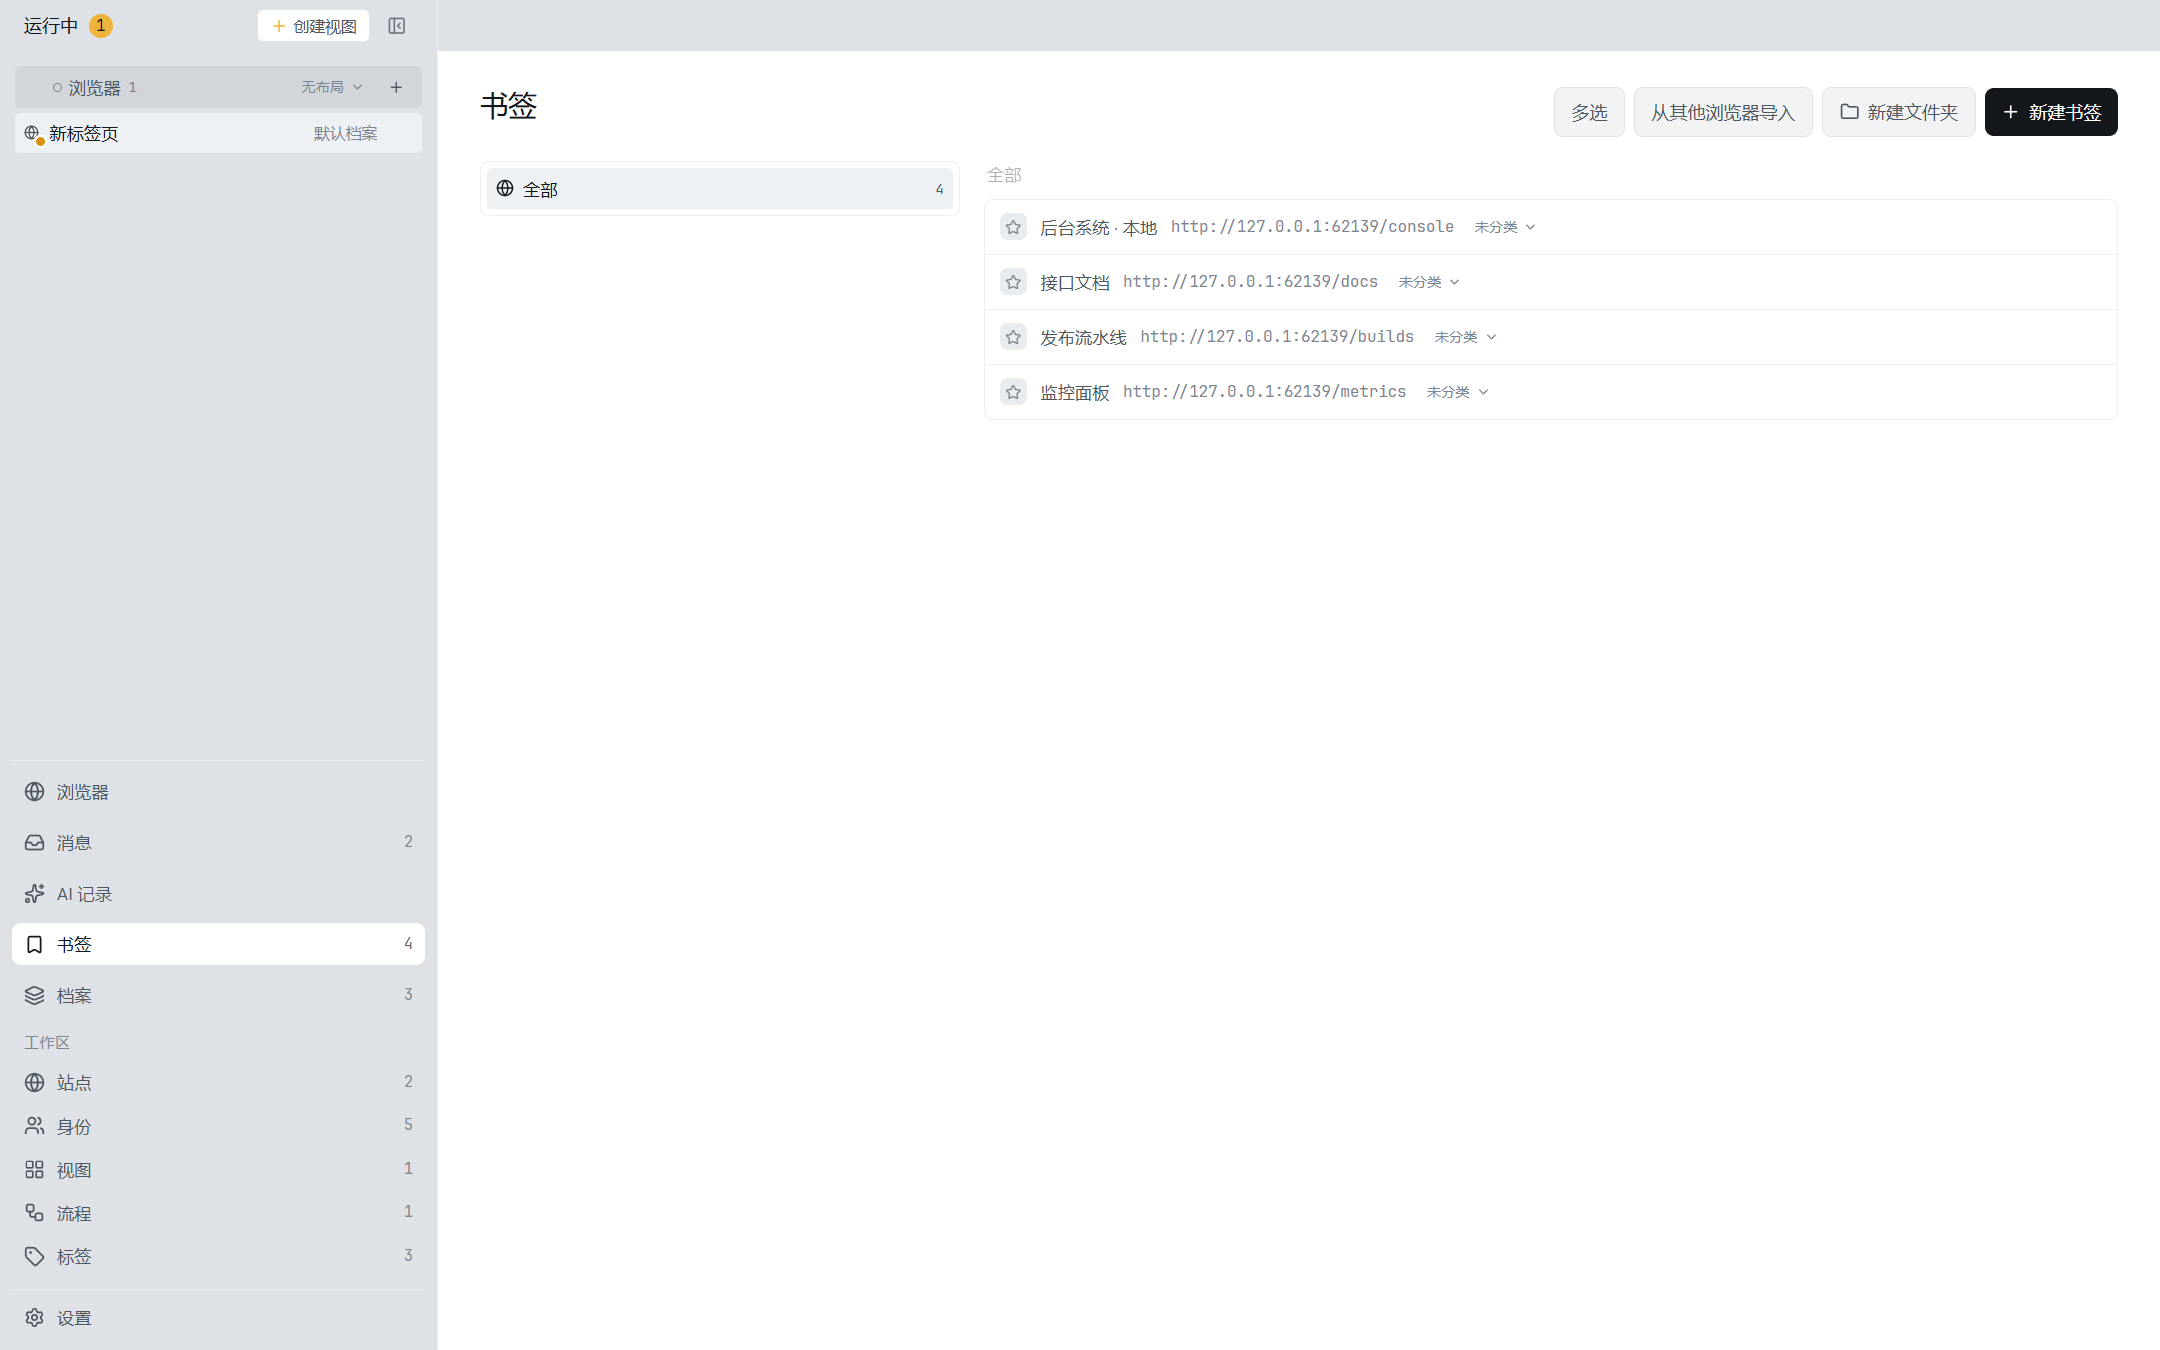 运行中 1 创建视图
浏览器 1 无布局
新标签页 默认档案
浏览器
消息 2
AI 记录
书签 4
档案 3
工作区
站点 2
身份 5
视图 1
流程 1
标签 3
设置
书签
多选 从其他浏览器导入 新建文件夹 新建书签
全部 4
全部
后台系统 · 本地 http://127.0.0.1:62139/console 未分类
接口文档 http://127.0.0.1:62139/docs 未分类
发布流水线 http://127.0.0.1:62139/builds 未分类
监控面板 http://127.0.0.1:62139/metrics 未分类